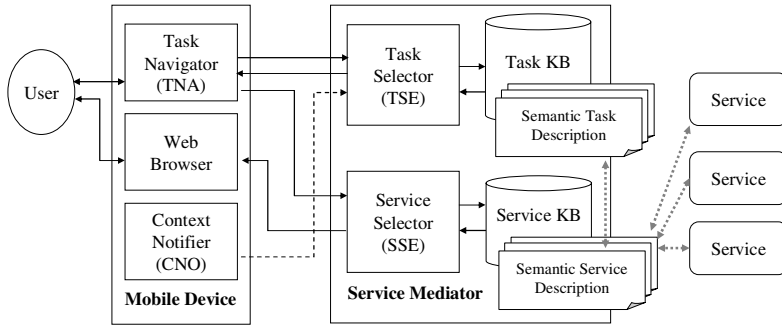 User
Task
Navigator
(TNA)
Web
Browser
Context
Notifier
(CNO)
Mobile Device
Task
Selector
(TSE)
Task KB
Semantic Task
Description
Service
Selector
(SSE)
Service KB
Semantic Service
Description
Service Mediator
Service
Service
Service